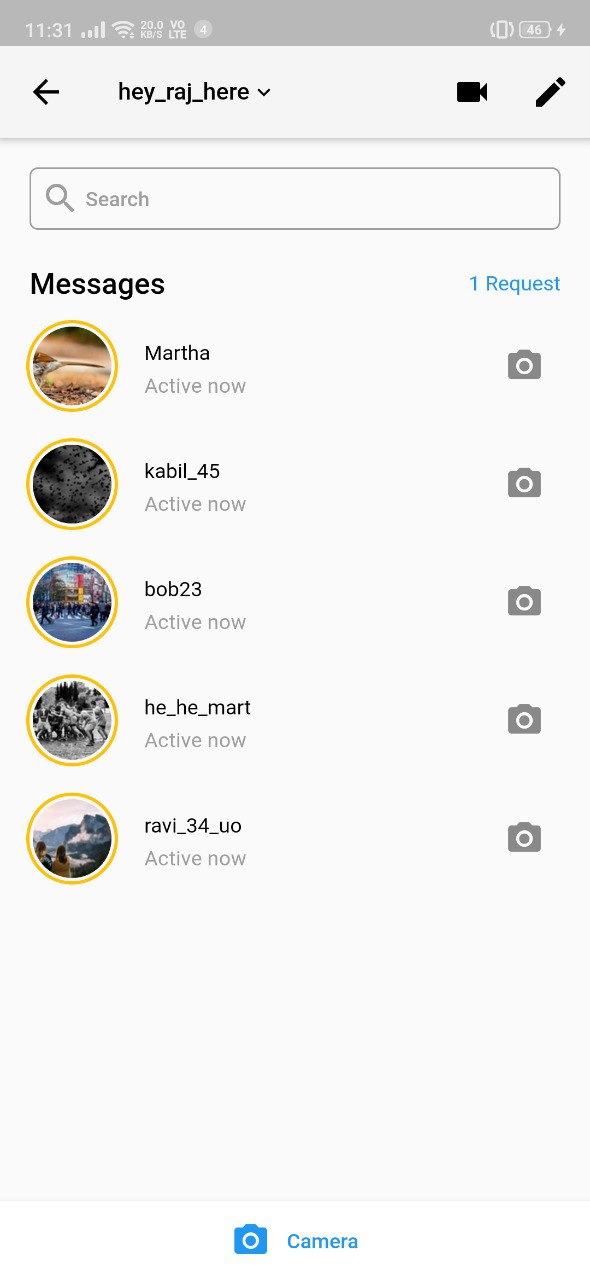 11:31 20.0 KB/S VO LTE 4 46
hey_raj_here
Search
Messages 1 Request
Martha
Active now
kabil_45
Active now
bob23
Active now
he_he_mart
Active now
ravi_34_uo
Active now
Camera